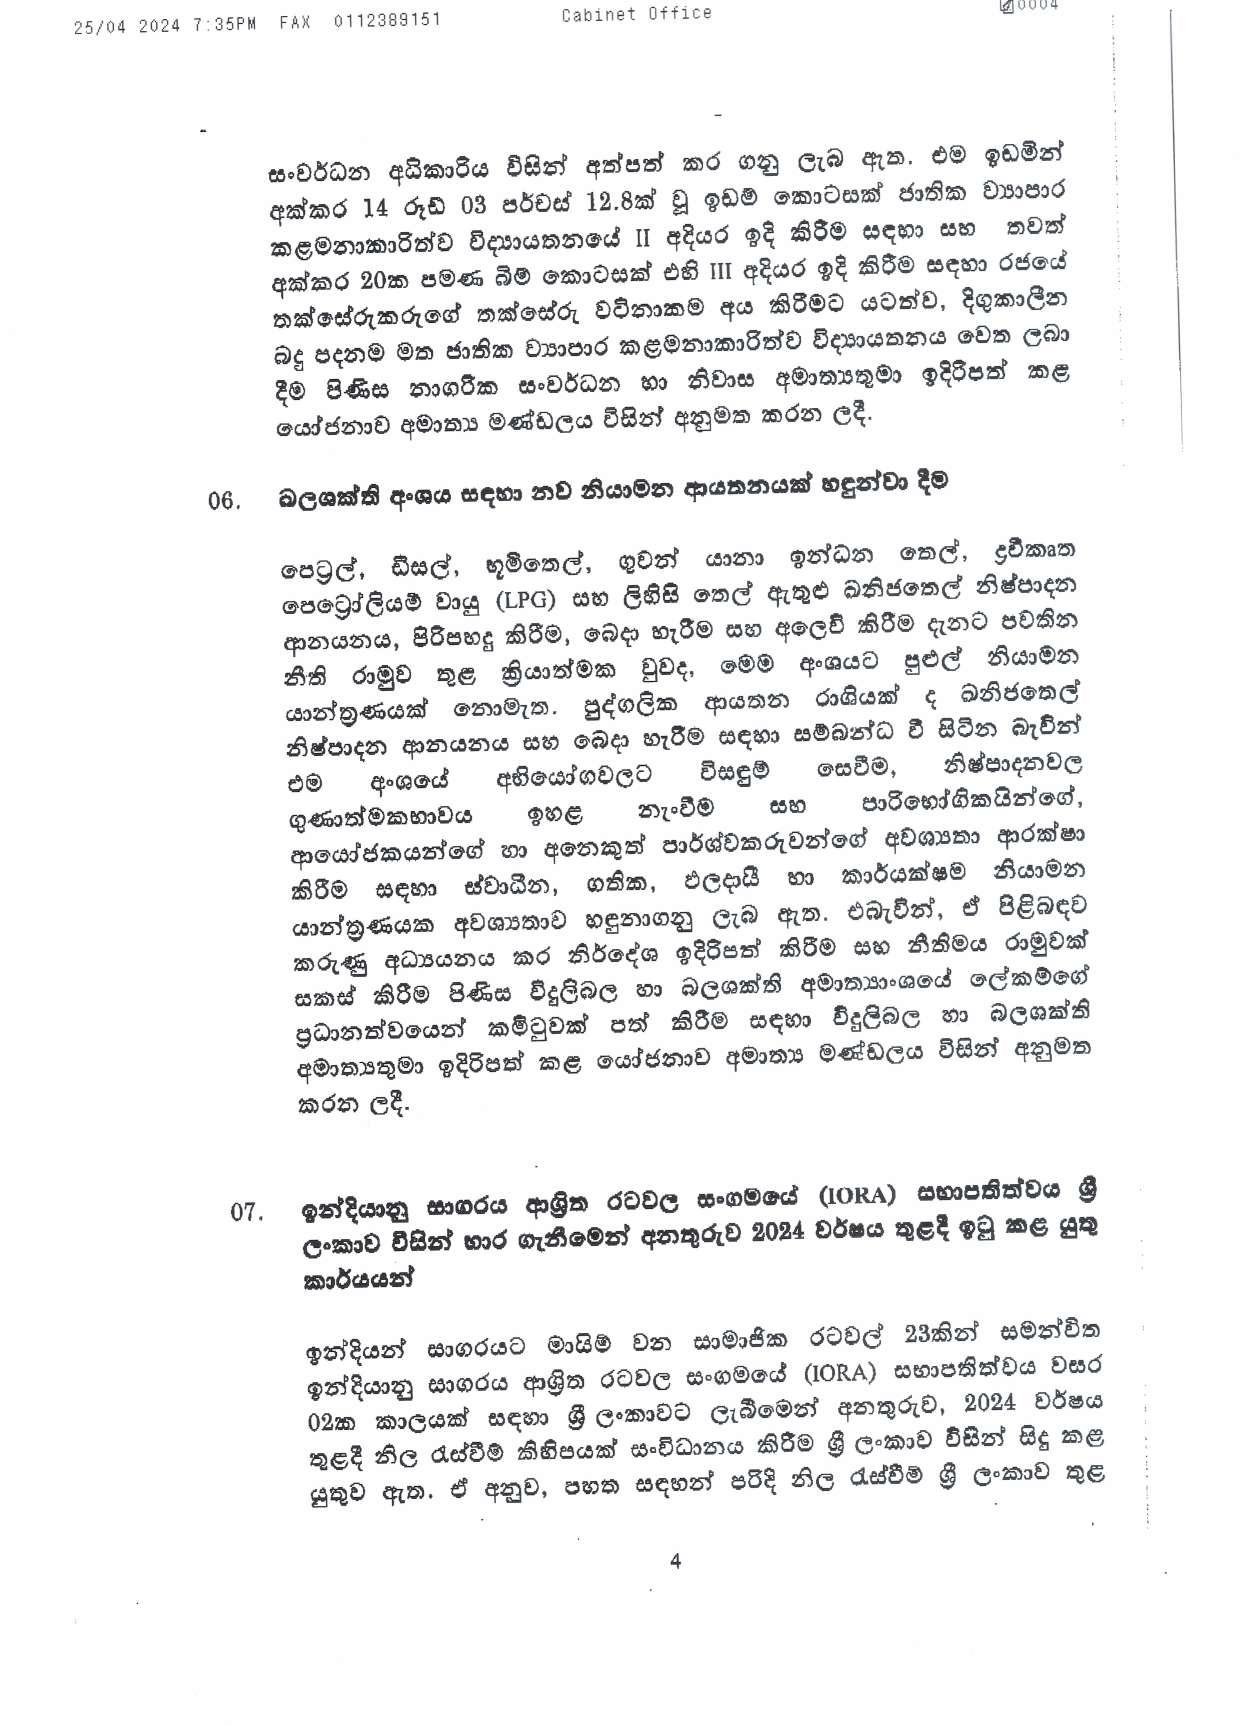 25/04 2024 7:35PM FAX 0112389151
Cabinet Office
0004
සංවර්ධන අධිකාරිය විසින් අත්පත් කර ගනු ලැබ ඇත. එම ඉඩමින්
අක්කර 14 රූඩ් 03 පර්චස් 12.8ක් වූ ඉඩම් කොටසක් ජාතික ව්‍යාපාර
කළමනාකාරිත්ව විද්‍යායතනයේ II අදියර ඉදි කිරීම සඳහා සහ තවත්
අක්කර 20ක පමණ බිම් කොටසක් එහි III අදියර ඉදි කිරීම සඳහා රජයේ
තක්සේරුකරුගේ තක්සේරු වටිනාකම අය කිරීමට යටත්ව, දිගුකාලීන
බදු පදනම මත ජාතික ව්‍යාපාර කළමනාකාරිත්ව විද්‍යායතනය වෙත ලබා
දීම පිණිස නාගරික සංවර්ධන හා නිවාස අමාත්‍යතුමා ඉදිරිපත් කළ
යෝජනාව අමාත්‍ය මණ්ඩලය විසින් අනුමත කරන ලදී.
06. බලශක්ති අංශය සඳහා නව නියාමන ආයතනයක් හඳුන්වා දීම
පෙට්‍රල්, ඩීසල්, භූමිතෙල්, ගුවන් යානා ඉන්ධන තෙල්, ද්‍රවීකෘත
පෙට්‍රෝලියම් වායු (LPG) සහ ලිහිසි තෙල් ඇතුළු ඛනිජතෙල් නිෂ්පාදන
ආනයනය, පිරිපහදු කිරීම, බෙදා හැරීම සහ අලෙවි කිරීම දැනට පවතින
නීති රාමුව තුළ ක්‍රියාත්මක වුවද, මෙම අංශයට පුළුල් නියාමන
යාන්ත්‍රණයක් නොමැත. පුද්ගලික ආයතන රාශියක් ද ඛනිජතෙල්
නිෂ්පාදන ආනයනය සහ බෙදා හැරීම සඳහා සම්බන්ධ වී සිටින බැවින්
එම අංශයේ අභියෝගවලට විසඳුම් සෙවීම, නිෂ්පාදනවල
ගුණාත්මකභාවය ඉහළ නැංවීම සහ පාරිභෝගිකයින්ගේ,
ආයෝජකයන්ගේ හා අනෙකුත් පාර්ශ්වකරුවන්ගේ අවශ්‍යතා ආරක්ෂා
කිරීම සඳහා ස්වාධීන, ගතික, ඵලදායී හා කාර්යක්ෂම නියාමන
යාන්ත්‍රණයක අවශ්‍යතාව හඳුනාගනු ලැබ ඇත. එබැවින්, ඒ පිළිබඳව
කරුණු අධ්‍යයනය කර නිර්දේශ ඉදිරිපත් කිරීම සහ නීතිමය රාමුවක්
සකස් කිරීම පිණිස විදුලිබල හා බලශක්ති අමාත්‍යාංශයේ ලේකම්ගේ
ප්‍රධානත්වයෙන් කමිටුවක් පත් කිරීම සඳහා විදුලිබල හා බලශක්ති
අමාත්‍යතුමා ඉදිරිපත් කළ යෝජනාව අමාත්‍ය මණ්ඩලය විසින් අනුමත
කරන ලදී.
07. ඉන්දියානු සාගරය ආශ්‍රිත රටවල සංගමයේ (IORA) සභාපතිත්වය ශ්‍රී
ලංකාව විසින් භාර ගැනීමෙන් අනතුරුව 2024 වර්ෂය තුළදී ඉටු කළ යුතු
කාර්යයන්
ඉන්දියන් සාගරයට මායිම් වන සාමාජික රටවල් 23කින් සමන්විත
ඉන්දියානු සාගරය ආශ්‍රිත රටවල සංගමයේ (IORA) සභාපතිත්වය වසර
02ක කාලයක් සඳහා ශ්‍රී ලංකාවට ලැබීමෙන් අනතුරුව, 2024 වර්ෂය
තුළදී නිල රැස්වීම් කිහිපයක් සංවිධානය කිරීම ශ්‍රී ලංකාව විසින් සිදු කළ
යුතුව ඇත. ඒ අනුව, පහත සඳහන් පරිදි නිල රැස්වීම් ශ්‍රී ලංකාව තුළ
4